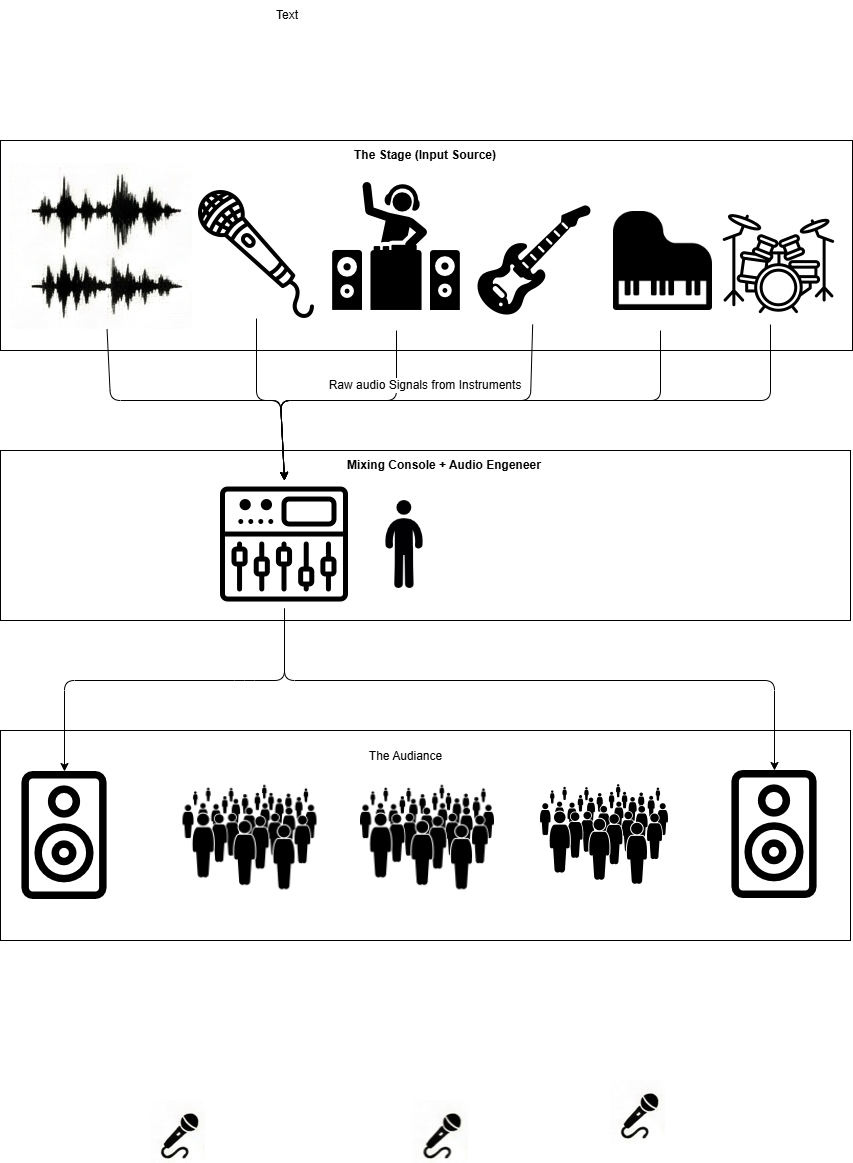 Text
The Stage (Input Source)
Raw audio Signals from Instruments
Mixing Console + Audio Engeneer
The Audiance